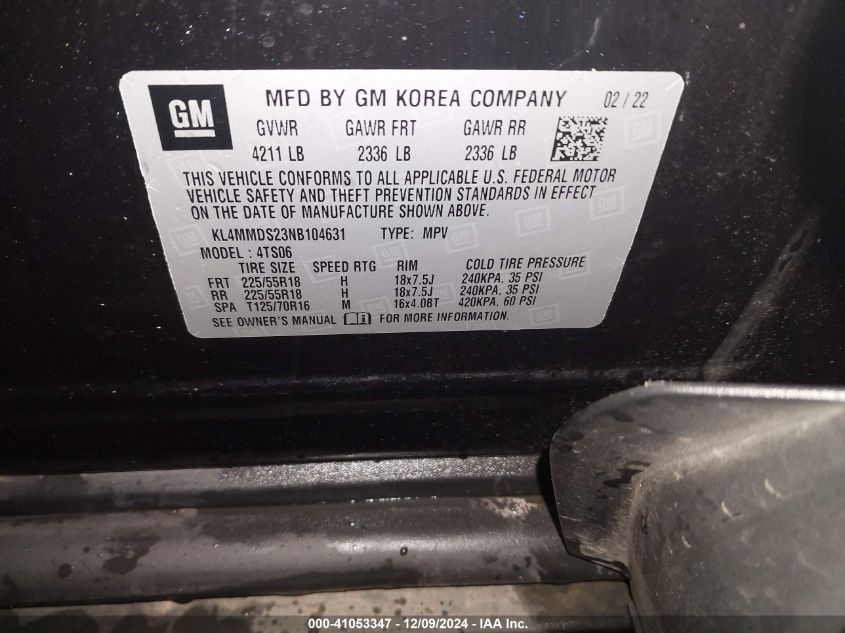 GM
MFD BY GM KOREA COMPANY 02 / 22
GVWR GAWR FRT GAWR RR
4211 LB 2336 LB 2336 LB
THIS VEHICLE CONFORMS TO ALL APPLICABLE U.S. FEDERAL MOTOR
VEHICLE SAFETY AND THEFT PREVENTION STANDARDS IN EFFECT
ON THE DATE OF MANUFACTURE SHOWN ABOVE.
KL4MMDS23NB104631 TYPE: MPV
MODEL : 4TS06
TIRE SIZE SPEED RTG RIM COLD TIRE PRESSURE
FRT 225/55R18 H 18x7.5J 240KPA, 35 PSI
RR 225/55R18 H 18x7.5J 240KPA, 35 PSI
SPA T125/70R16 M 16x4.0BT 420KPA, 60 PSI
SEE OWNER'S MANUAL FOR MORE INFORMATION.
000-41053347 - 12/09/2024 - IAA Inc.